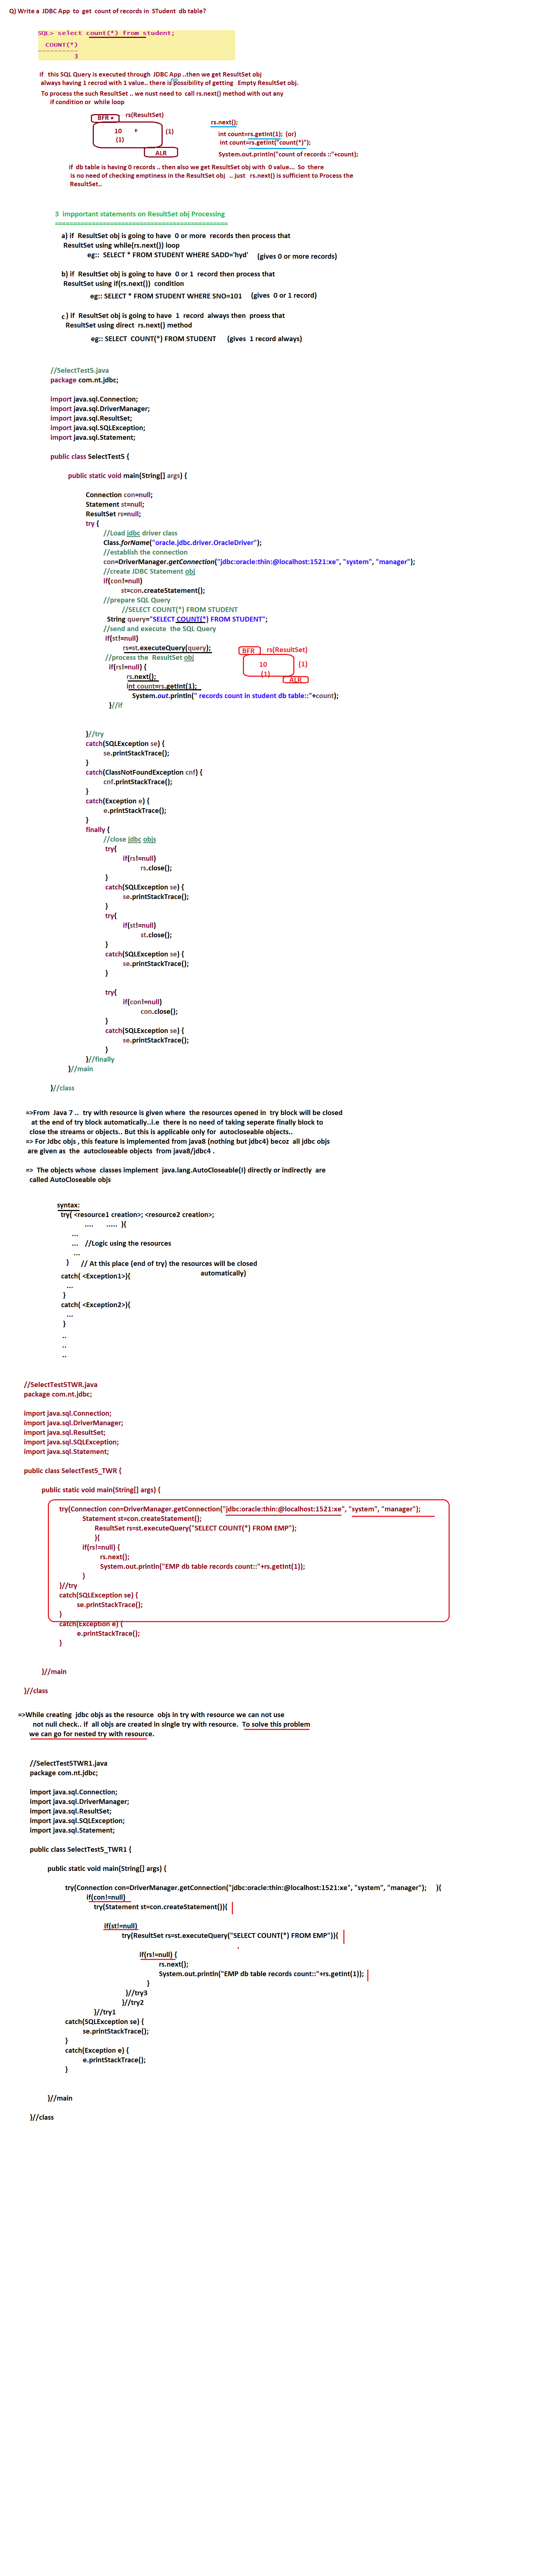 Q) Write a JDBC App to get count of records in STudent db table?
SQL> select count(*) from student;
COUNT(*)
----------
3
if this SQL Query is executed through JDBC App ..then we get ResultSet obj
always having 1 recrod with 1 value.. there is no possibility of getting Empty ResultSet obj.
To process the such ResultSet .. we nust need to call rs.next() method with out any
if condition or while loop
BFR
rs(ResultSet)
10
(1)
(1)
ALR
rs.next();
int count=rs.getInt(1); (or)
int count=rs.getInt("count(*)");
System.out.println("count of records ::"+count);
if db table is having 0 records .. then also we get ResultSet obj with 0 value... So there
is no need of checking emptiness in the ResultSet obj .. just rs.next() is sufficient to Process the
ResultSet..
3 impportant statements on ResultSet obj Processing
================================================
a) if ResultSet obj is going to have 0 or more records then process that
ResultSet using while(rs.next()) loop
eg:: SELECT * FROM STUDENT WHERE SADD='hyd' (gives 0 or more records)
b) if ResultSet obj is going to have 0 or 1 record then process that
ResultSet using if(rs.next()) condition
eg:: SELECT * FROM STUDENT WHERE SNO=101 (gives 0 or 1 record)
c ) if ResultSet obj is going to have 1 record always then proess that
ResultSet using direct rs.next() method
eg:: SELECT COUNT(*) FROM STUDENT (gives 1 record always)
//SelectTest5.java
package com.nt.jdbc;
import java.sql.Connection;
import java.sql.DriverManager;
import java.sql.ResultSet;
import java.sql.SQLException;
import java.sql.Statement;
public class SelectTest5 {
public static void main(String[] args) {
Connection con=null;
Statement st=null;
ResultSet rs=null;
try {
//Load jdbc driver class
Class.forName("oracle.jdbc.driver.OracleDriver");
//establish the connection
con=DriverManager.getConnection("jdbc:oracle:thin:@localhost:1521:xe", "system", "manager");
//create JDBC Statement obj
if(con!=null)
st=con.createStatement();
//prepare SQL Query
//SELECT COUNT(*) FROM STUDENT
String query="SELECT COUNT(*) FROM STUDENT";
//send and execute the SQL Query
if(st!=null)
rs=st.executeQuery(query);
//process the ResultSet obj
if(rs!=null) {
rs.next();
int count=rs.getInt(1);
System.out.println(" records count in student db table::"+count);
}//if
BFR
rs(ResultSet)
10
(1)
(1)
ALR
}//try
catch(SQLException se) {
se.printStackTrace();
}
catch(ClassNotFoundException cnf) {
cnf.printStackTrace();
}
catch(Exception e) {
e.printStackTrace();
}
finally {
//close jdbc objs
try{
if(rs!=null)
rs.close();
}
catch(SQLException se) {
se.printStackTrace();
}
try{
if(st!=null)
st.close();
}
catch(SQLException se) {
se.printStackTrace();
}
try{
if(con!=null)
con.close();
}
catch(SQLException se) {
se.printStackTrace();
}
}//finally
}//main
}//class
=>From Java 7 .. try with resource is given where the resources opened in try block will be closed
at the end of try block automatically..i.e there is no need of taking seperate finally block to
close the streams or objects.. But this is applicable only for autocloseable objects..
=> For Jdbc objs , this feature is implemented from java8 (nothing but jdbc4) becoz all jdbc objs
are given as the autocloseable objects from java8/jdbc4 .
=> The objects whose classes implement java.lang.AutoCloseable(I) directly or indirectly are
called AutoCloseable objs
syntax:
try( <resource1 creation>; <resource2 creation>;
.... ..... ){
...
... //Logic using the resources
...
} // At this place (end of try) the resources will be closed
automatically)
catch( <Exception1>){
...
}
catch( <Exception2>){
...
}
..
..
..
//SelectTest5TWR.java
package com.nt.jdbc;
import java.sql.Connection;
import java.sql.DriverManager;
import java.sql.ResultSet;
import java.sql.SQLException;
import java.sql.Statement;
public class SelectTest5_TWR {
public static void main(String[] args) {
try(Connection con=DriverManager.getConnection("jdbc:oracle:thin:@localhost:1521:xe", "system", "manager");
Statement st=con.createStatement();
ResultSet rs=st.executeQuery("SELECT COUNT(*) FROM EMP");
){
if(rs!=null) {
rs.next();
System.out.println("EMP db table records count::"+rs.getInt(1));
}
}//try
catch(SQLException se) {
se.printStackTrace();
}
catch(Exception e) {
e.printStackTrace();
}
}//main
}//class
=>While creating jdbc objs as the resource objs in try with resource we can not use
not null check.. if all objs are created in single try with resource. To solve this problem
we can go for nested try with resource.
//SelectTest5TWR1.java
package com.nt.jdbc;
import java.sql.Connection;
import java.sql.DriverManager;
import java.sql.ResultSet;
import java.sql.SQLException;
import java.sql.Statement;
public class SelectTest5_TWR1 {
public static void main(String[] args) {
try(Connection con=DriverManager.getConnection("jdbc:oracle:thin:@localhost:1521:xe", "system", "manager"); ){
if(con!=null)
try(Statement st=con.createStatement()){
if(st!=null)
try(ResultSet rs=st.executeQuery("SELECT COUNT(*) FROM EMP")){
if(rs!=null) {
rs.next();
System.out.println("EMP db table records count::"+rs.getInt(1));
}
}//try3
}//try2
}//try1
catch(SQLException se) {
se.printStackTrace();
}
catch(Exception e) {
e.printStackTrace();
}
}//main
}//class